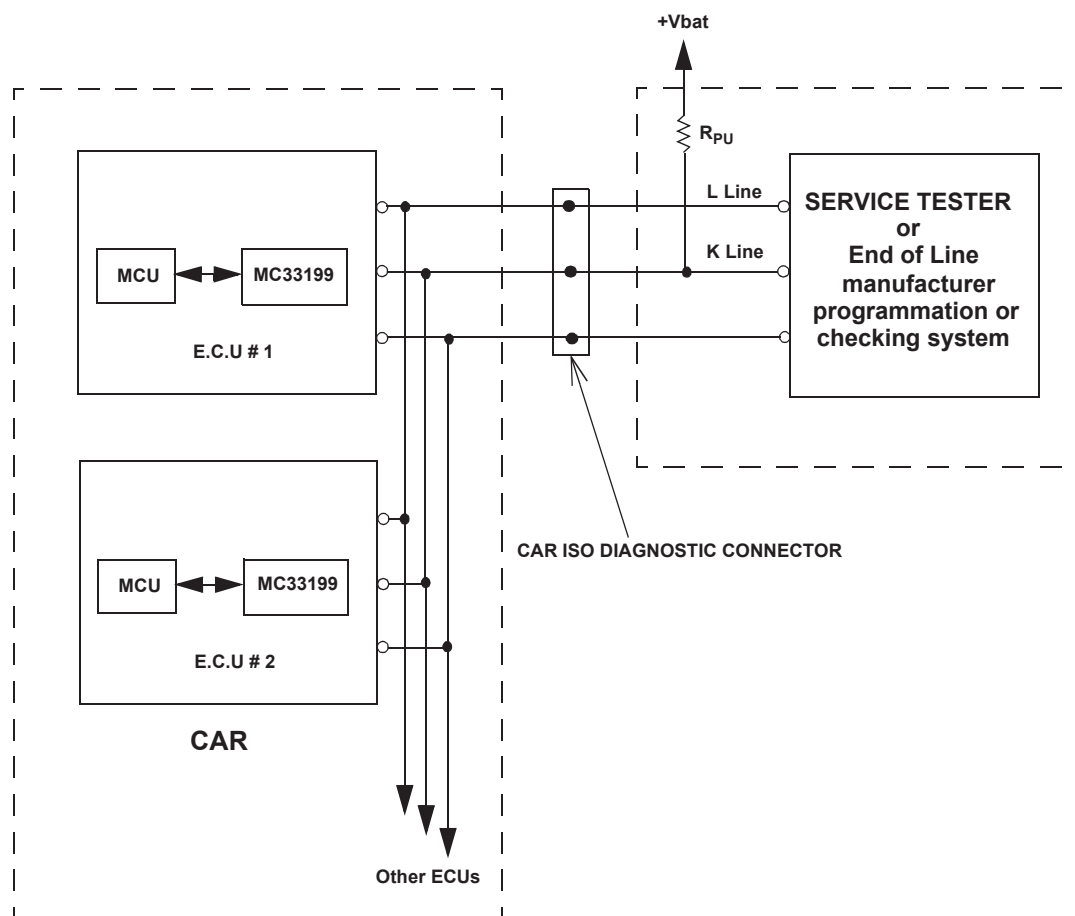 +Vbat
R_PU
L Line
K Line
SERVICE TESTER
or
End of Line
manufacturer
programmation or
checking system
MCU
MC33199
E.C.U # 1
CAR ISO DIAGNOSTIC CONNECTOR
MCU
MC33199
E.C.U # 2
CAR
Other ECUs